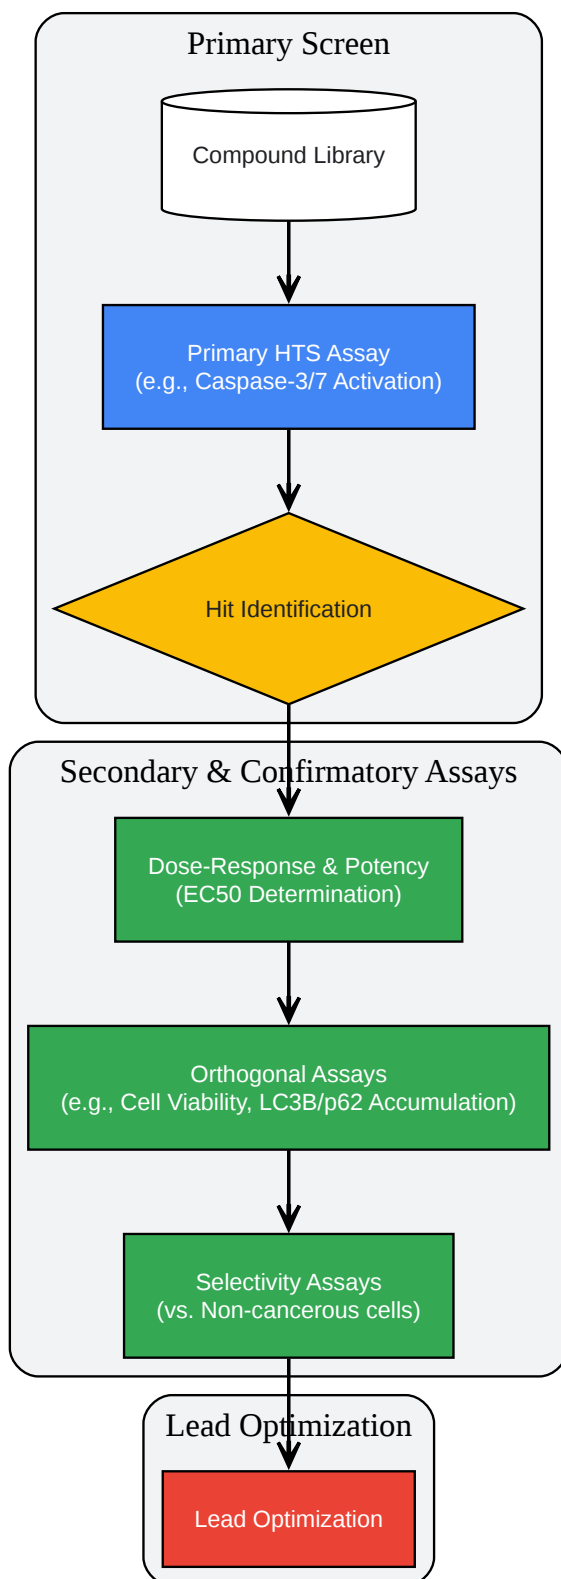 Primary Screen
Compound Library
Primary HTS Assay
(e.g., Caspase-3/7 Activation)
Hit Identification
Secondary & Confirmatory Assays
Dose-Response & Potency
(EC50 Determination)
Orthogonal Assays
(e.g., Cell Viability, LC3B/p62 Accumulation)
Selectivity Assays
(vs. Non-cancerous cells)
Lead Optimization
Lead Optimization